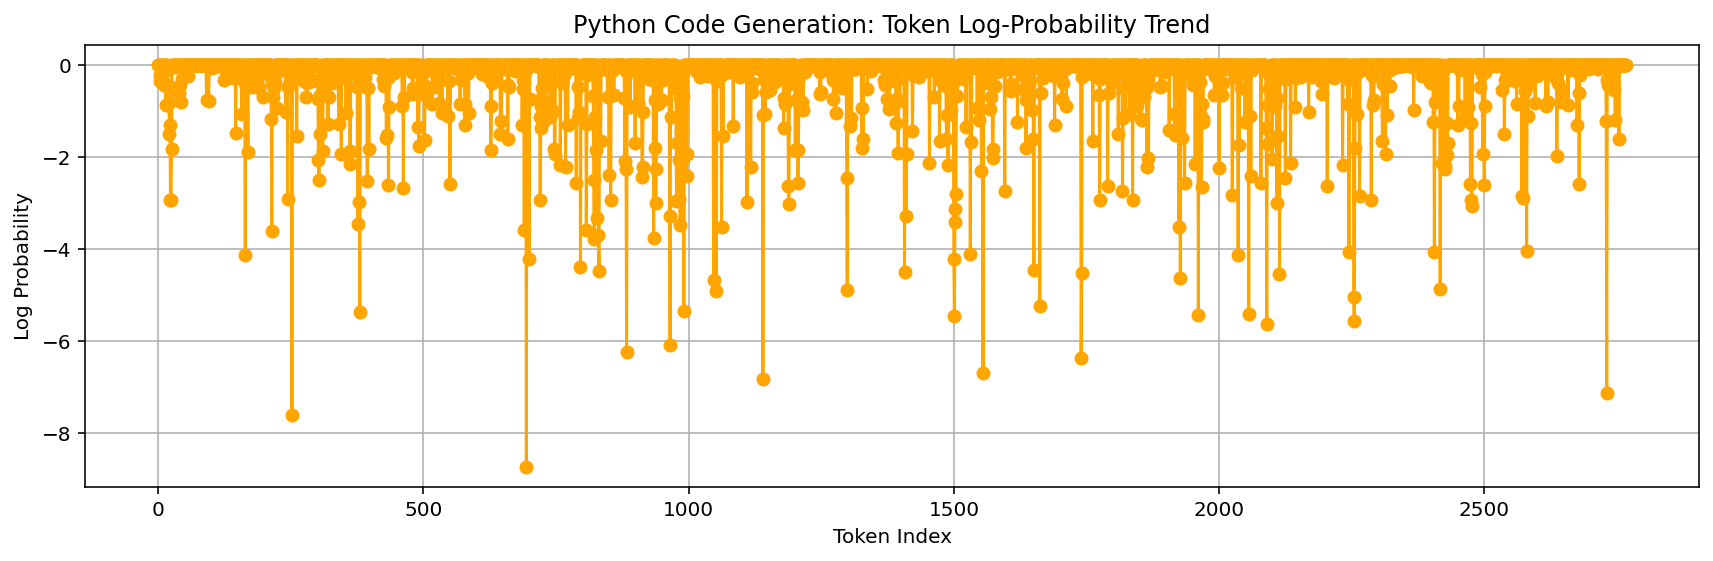 Python Code Generation: Token Log-Probability Trend
Log Probability
0
−2
−4
−6
−8
0 500 1000 1500 2000 2500
Token Index